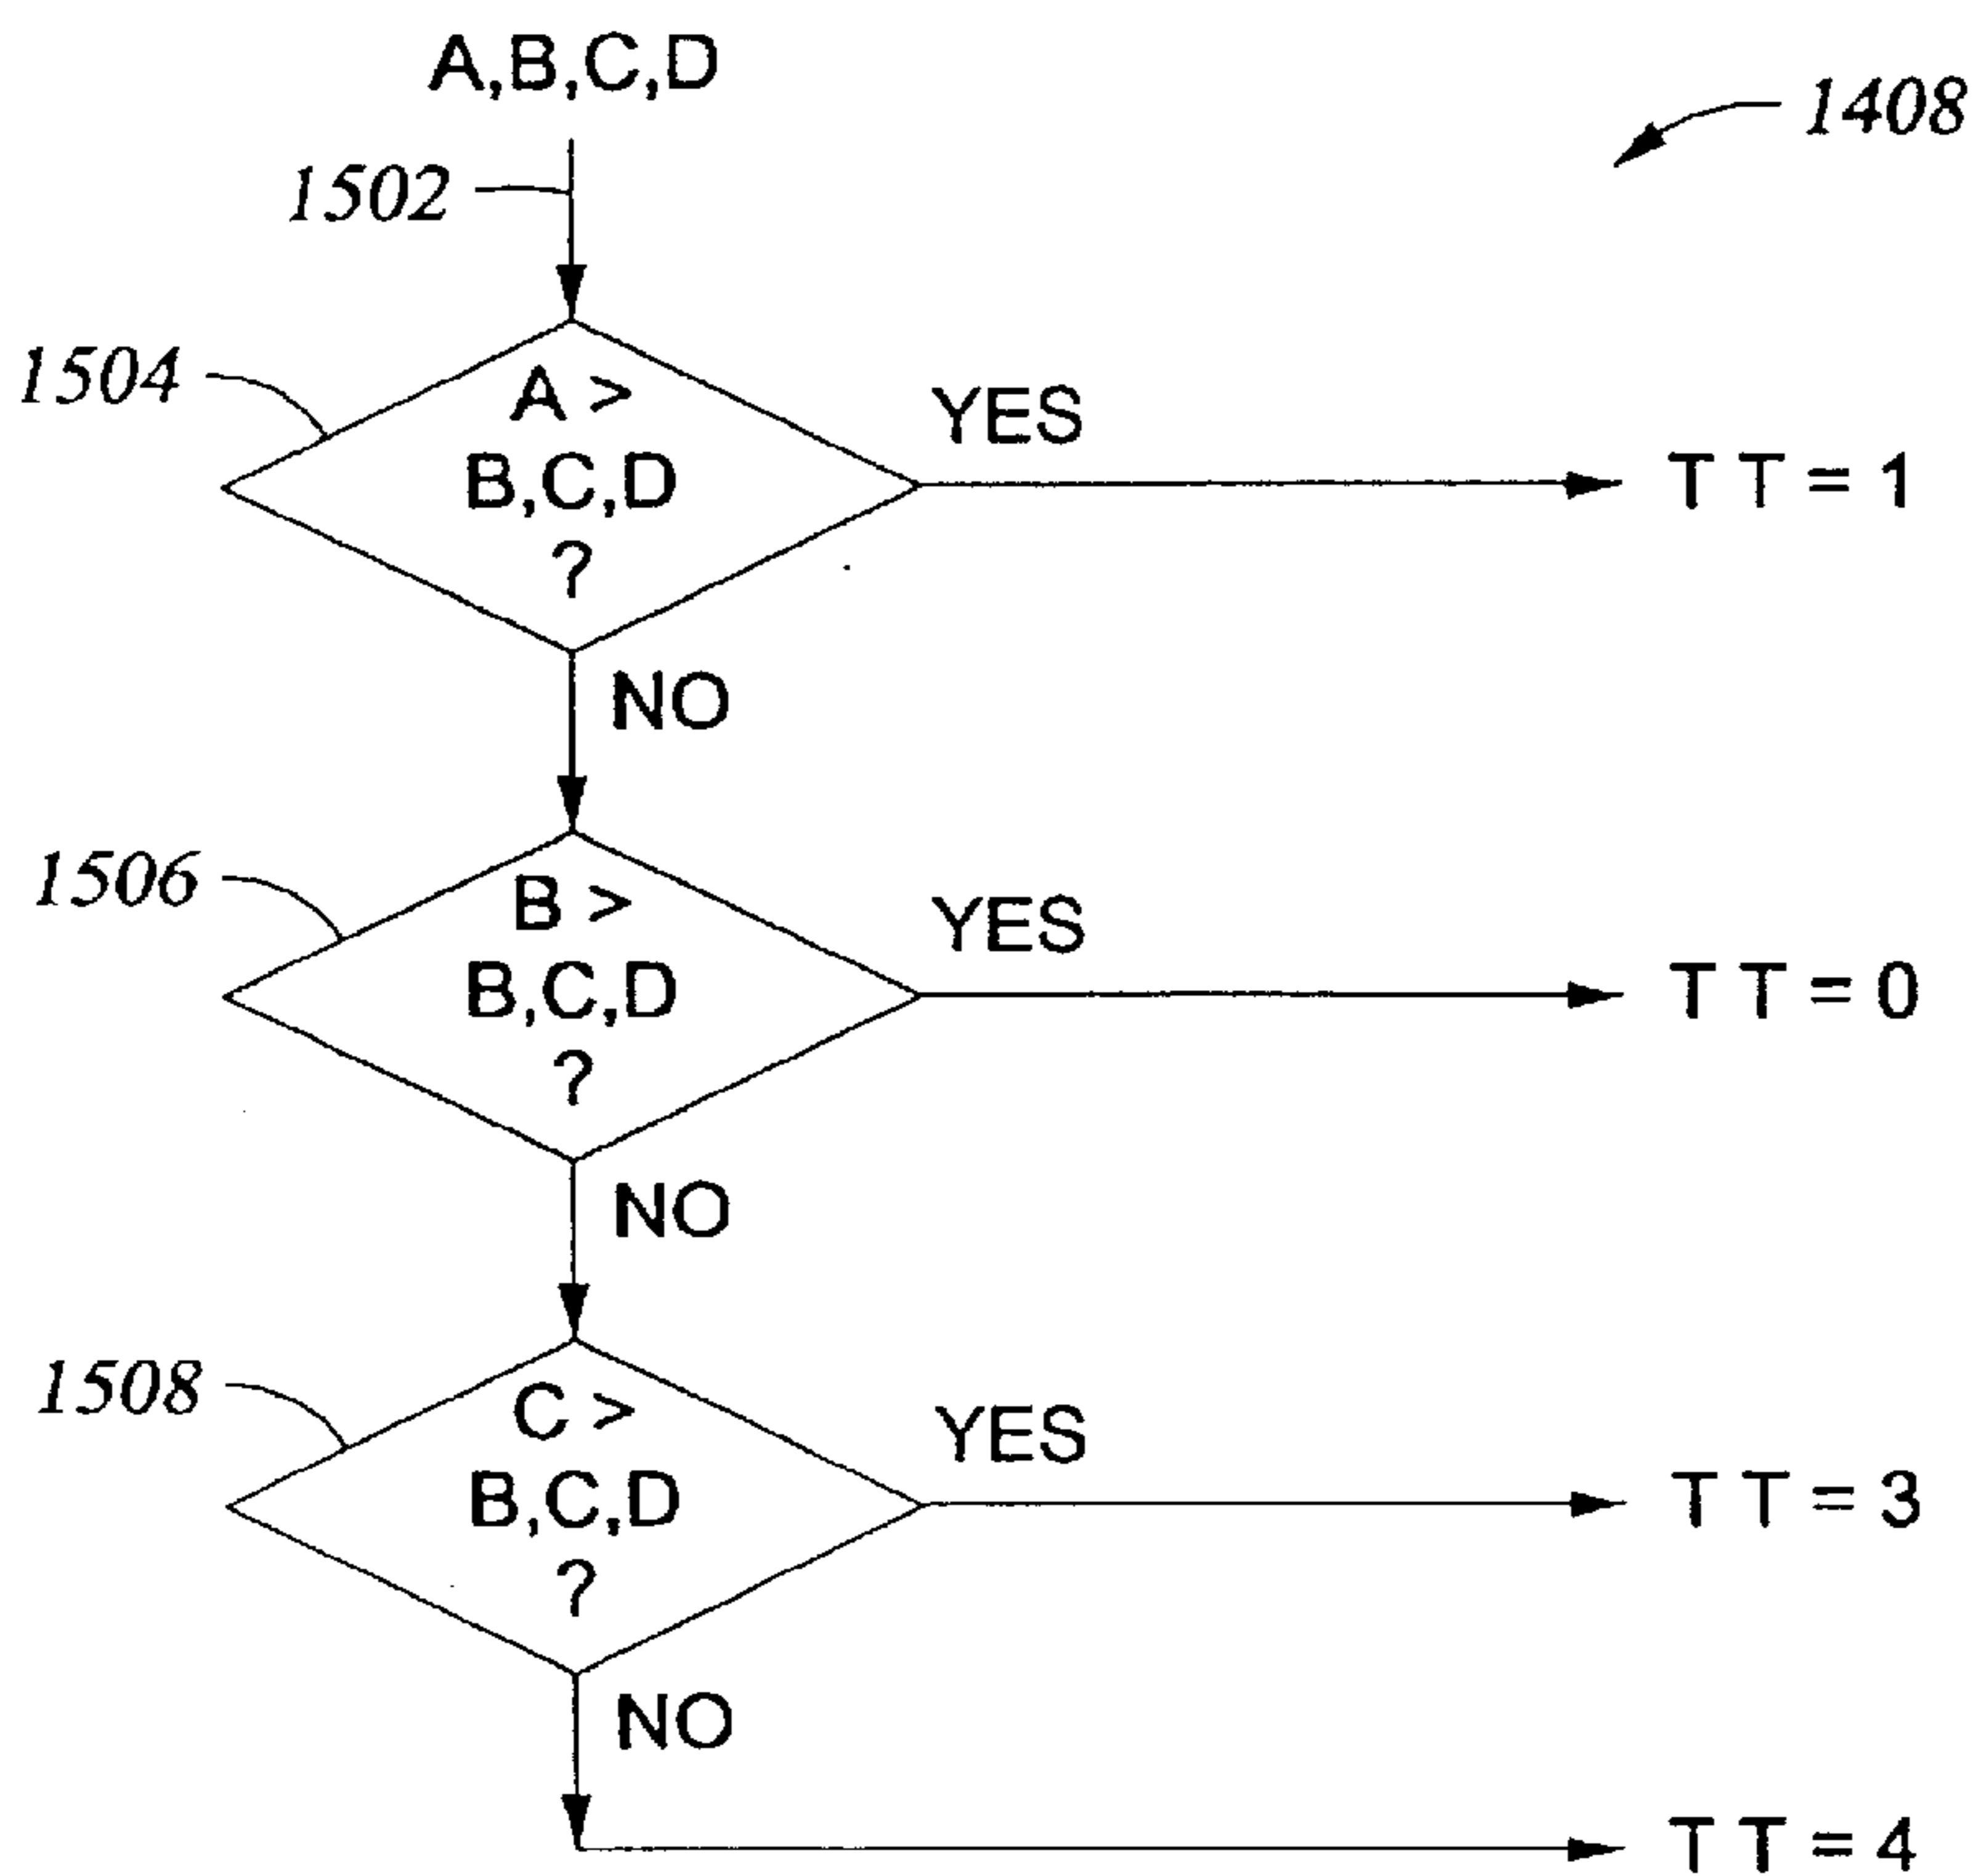 A,B,C,D
1408
1502
1504
A >
B,C,D
?
YES
T T = 1
NO
1506
B >
B,C,D
?
YES
T T = 0
NO
1508
C >
B,C,D
?
YES
T T = 3
NO
T T = 4